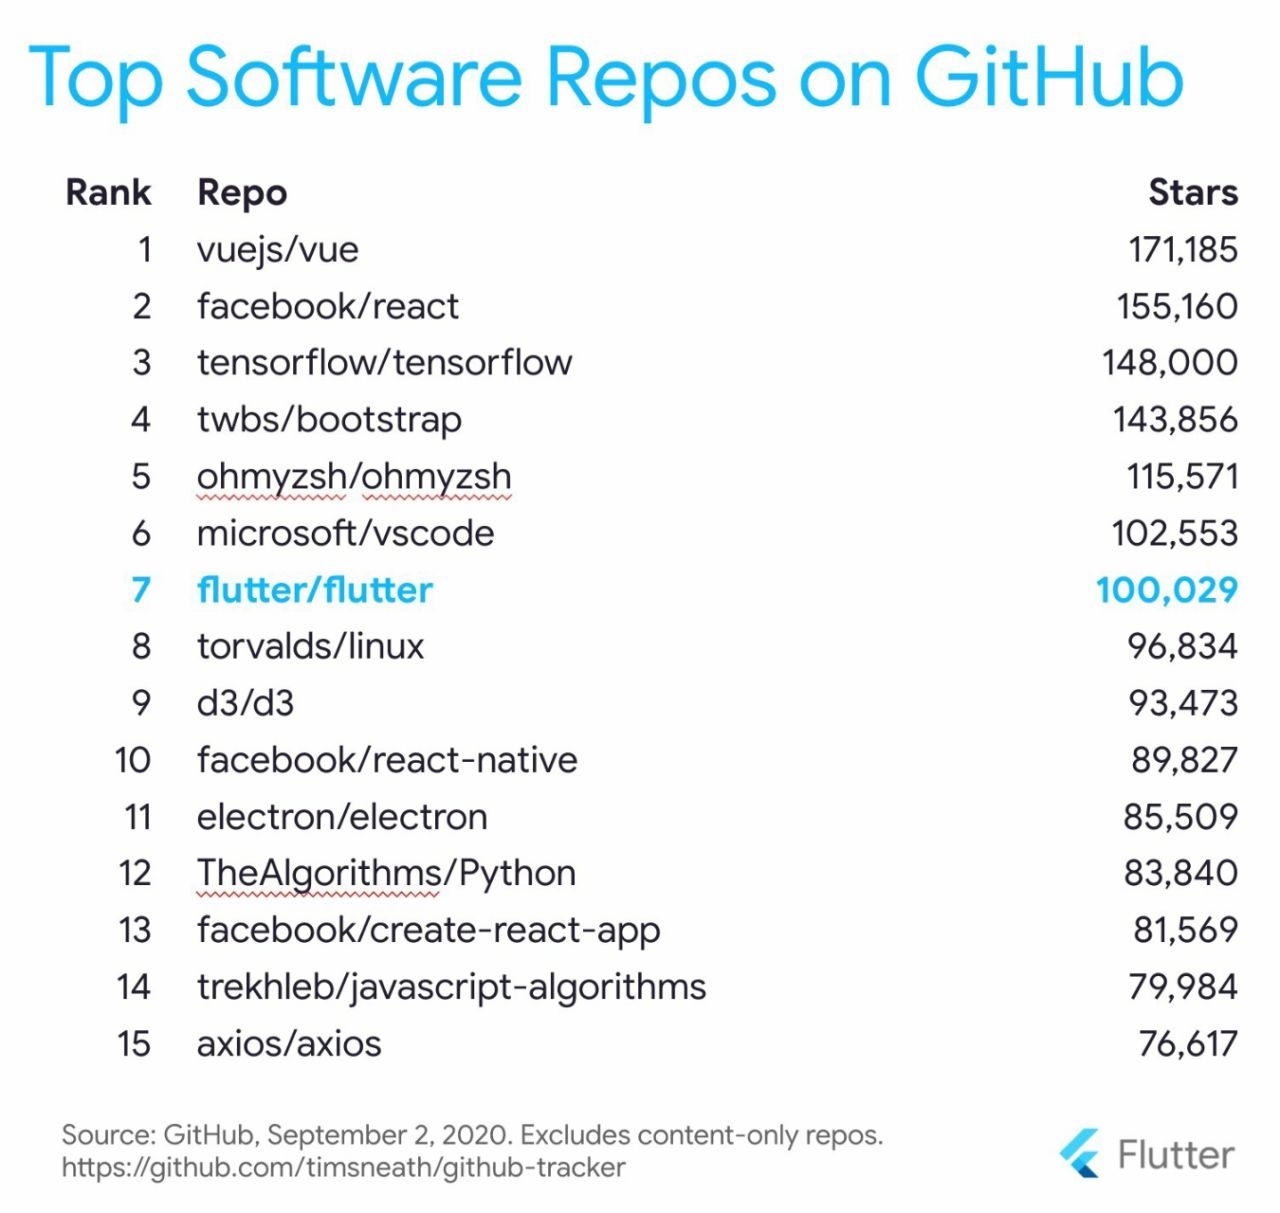 Top Software Repos on GitHub
Rank Repo Stars
1 vuejs/vue 171,185
2 facebook/react 155,160
3 tensorflow/tensorflow 148,000
4 twbs/bootstrap 143,856
5 ohmyzsh/ohmyzsh 115,571
6 microsoft/vscode 102,553
7 flutter/flutter 100,029
8 torvalds/linux 96,834
9 d3/d3 93,473
10 facebook/react-native 89,827
11 electron/electron 85,509
12 TheAlgorithms/Python 83,840
13 facebook/create-react-app 81,569
14 trekhleb/javascript-algorithms 79,984
15 axios/axios 76,617
Source: GitHub, September 2, 2020. Excludes content-only repos.
https://github.com/timsneath/github-tracker
Flutter